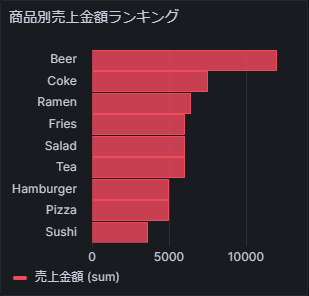 商品別売上金額ランキング
Beer
Coke
Ramen
Fries
Salad
Tea
Hamburger
Pizza
Sushi
0 5000 10000
売上金額 (sum)